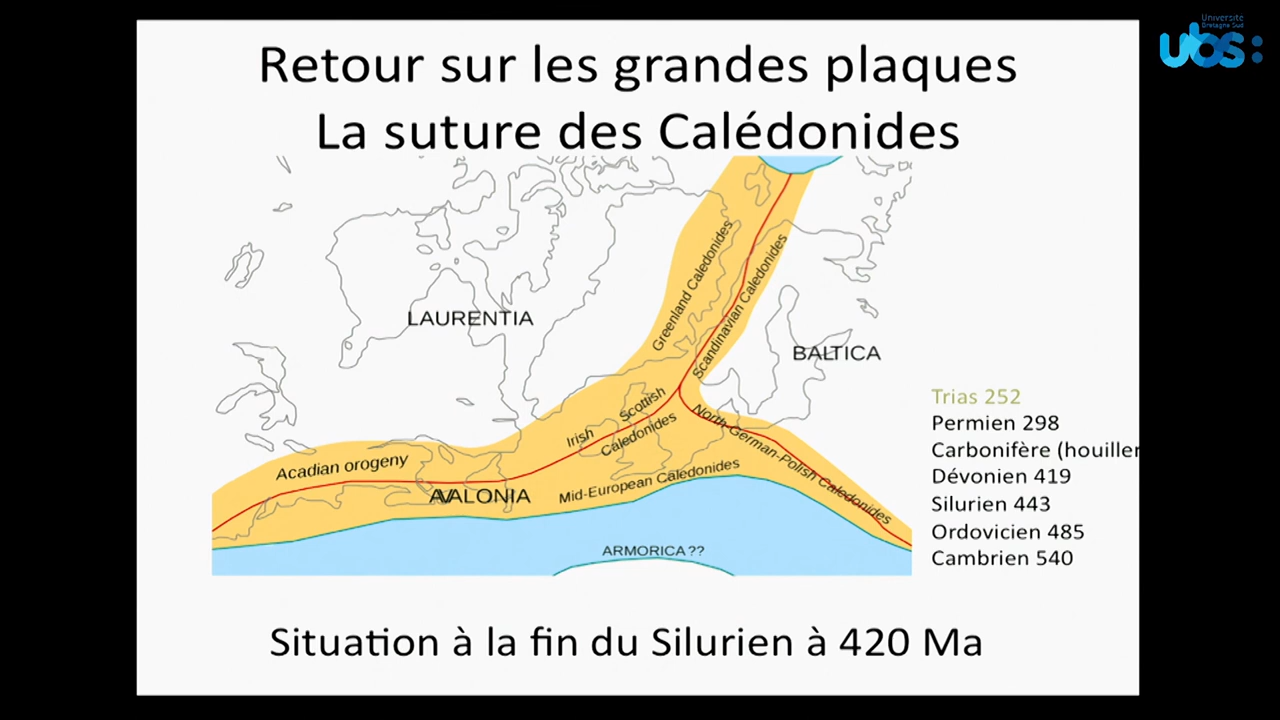 Université
Bretagne Sud
ubs:
Retour sur les grandes plaques
La suture des Calédonides
Greenland Caledonides
Scandinavian Caledonides
LAURENTIA
BALTICA
Scottish
Irish
Caledonides
North-German-Polish Caledonides
Acadian orogeny
AVALONIA
Mid-European Caledonides
ARMORICA??
Trias 252
Permien 298
Carbonifère (houiller
Dévonien 419
Silurien 443
Ordovicien 485
Cambrien 540
Situation à la fin du Silurien à 420 Ma